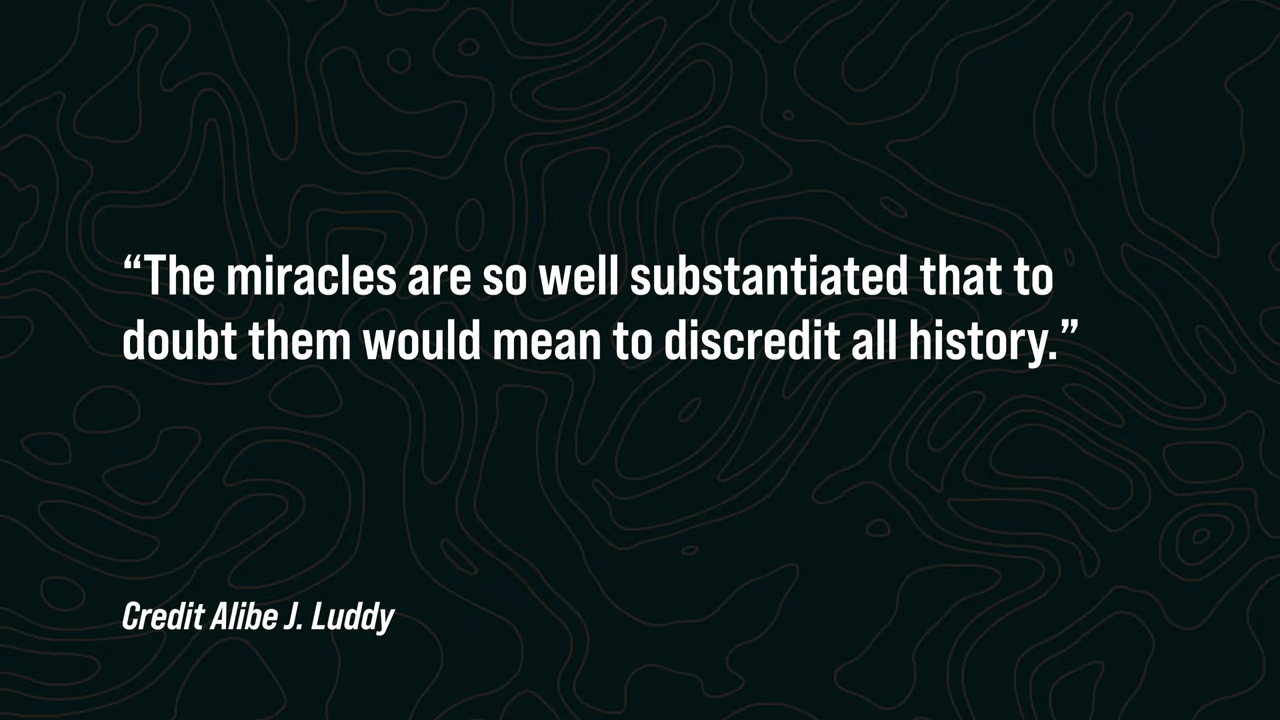 “The miracles are so well substantiated that to
doubt them would mean to discredit all history.”
Credit Alibe J. Luddy